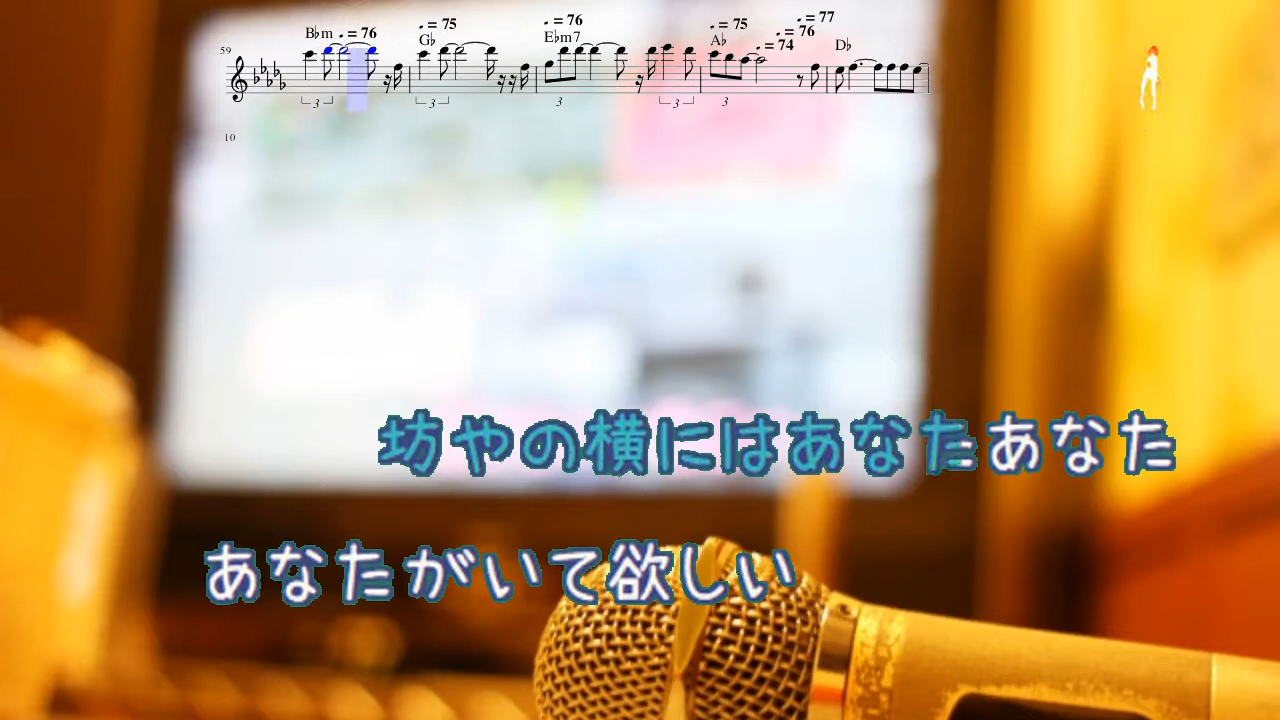 ♩. = 75 ♩. = 76 ♩. = 75 ♩. = 77
B♭m ♩. = 76 G♭ E♭m7 A♭ ♩. = 74 ♩. = 76 D♭
59
3 3 3 3 3
10
坊やの横にはあなたあなた
あなたがいて欲しい